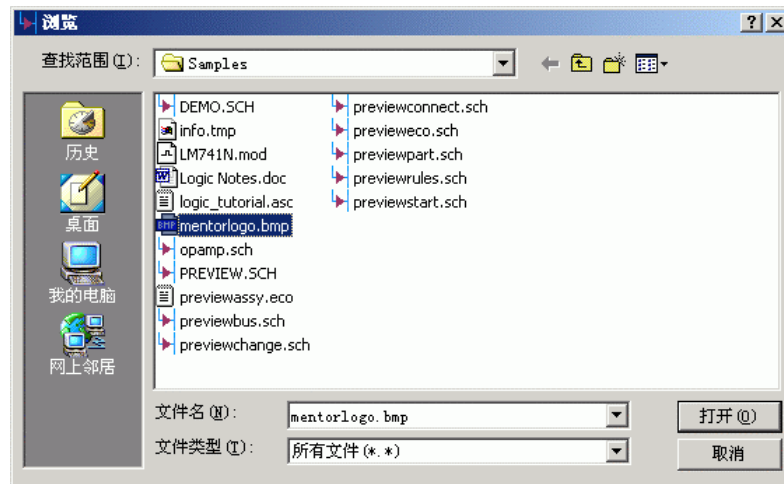 浏览
查找范围(I):
Samples
历史
桌面
我的电脑
网上邻居
DEMO.SCH
info.tmp
LM741N.mod
Logic Notes.doc
logic_tutorial.asc
mentorlogo.bmp
opamp.sch
PREVIEW.SCH
previewassy.eco
previewbus.sch
previewchange.sch
previewconnect.sch
previeweco.sch
previewpart.sch
previewrules.sch
previewstart.sch
文件名(N):
mentorlogo.bmp
打开(O)
文件类型(T):
所有文件(*.*)
取消